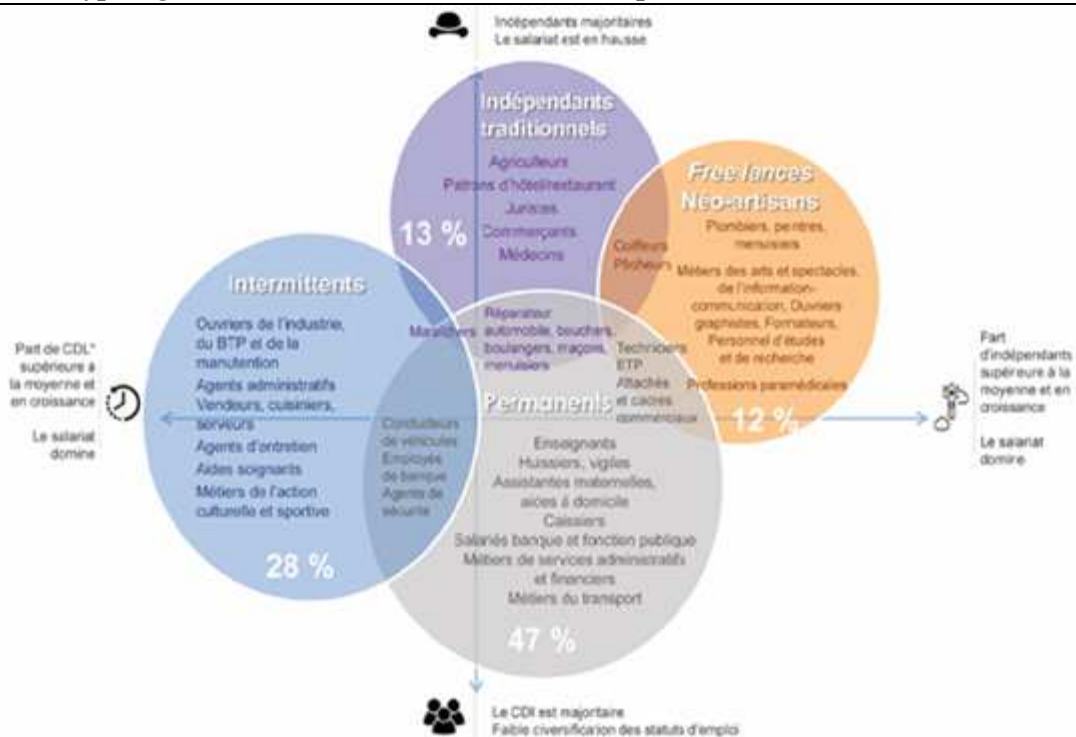 Indépendants majoritaires
Le salariat est en hausse
Indépendants
traditionnels
Agriculteurs
Patrons d'hôtel/restaurant
Juristes
Commerçants
Médecins
13 %
Free-lances
Néo-artisans
Plombiers, peintres,
menuisiers
Métiers des arts et spectacles,
de l'information-
communication, Ouvriers
graphistes, Formateurs,
Personnel d'études
et de recherche
Professions paramédicales
12 %
Coiffeurs
Pêcheurs
Intermittents
Ouvriers de l'industrie,
du BTP et de la
manutention
Agents administratifs
Vendeurs, cuisiniers,
serveurs
Agents d'entretien
Aides soignants
Métiers de l'action
culturelle et sportive
28 %
Maraîchers
Réparateur
automobile, bouchers,
boulangers, maçons,
menuisiers
Techniciens
BTP
Attachés
et cadres
commerciaux
Permanents
Conducteurs
de véhicules
Employés
de banque
Agents de
sécurité
Enseignants
Huissiers, vigiles
Assistantes maternelles,
aides à domicile
Caissiers
Salariés banque et fonction publique
Métiers de services administratifs
et financiers
Métiers du transport
47 %
Part de CDL*
supérieure à
la moyenne et
en croissance
Le salariat
domine
Part
d'indépendants
supérieure à la
moyenne et en
croissance
Le salariat
domine
Le CDI est majoritaire
Faible diversification des statuts d'emploi